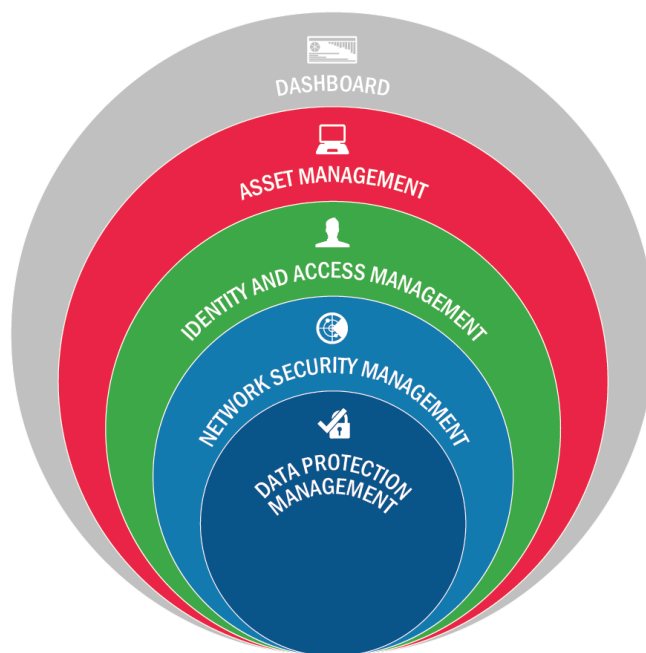 DASHBOARD
ASSET MANAGEMENT
IDENTITY AND ACCESS MANAGEMENT
NETWORK SECURITY MANAGEMENT
DATA PROTECTION
MANAGEMENT